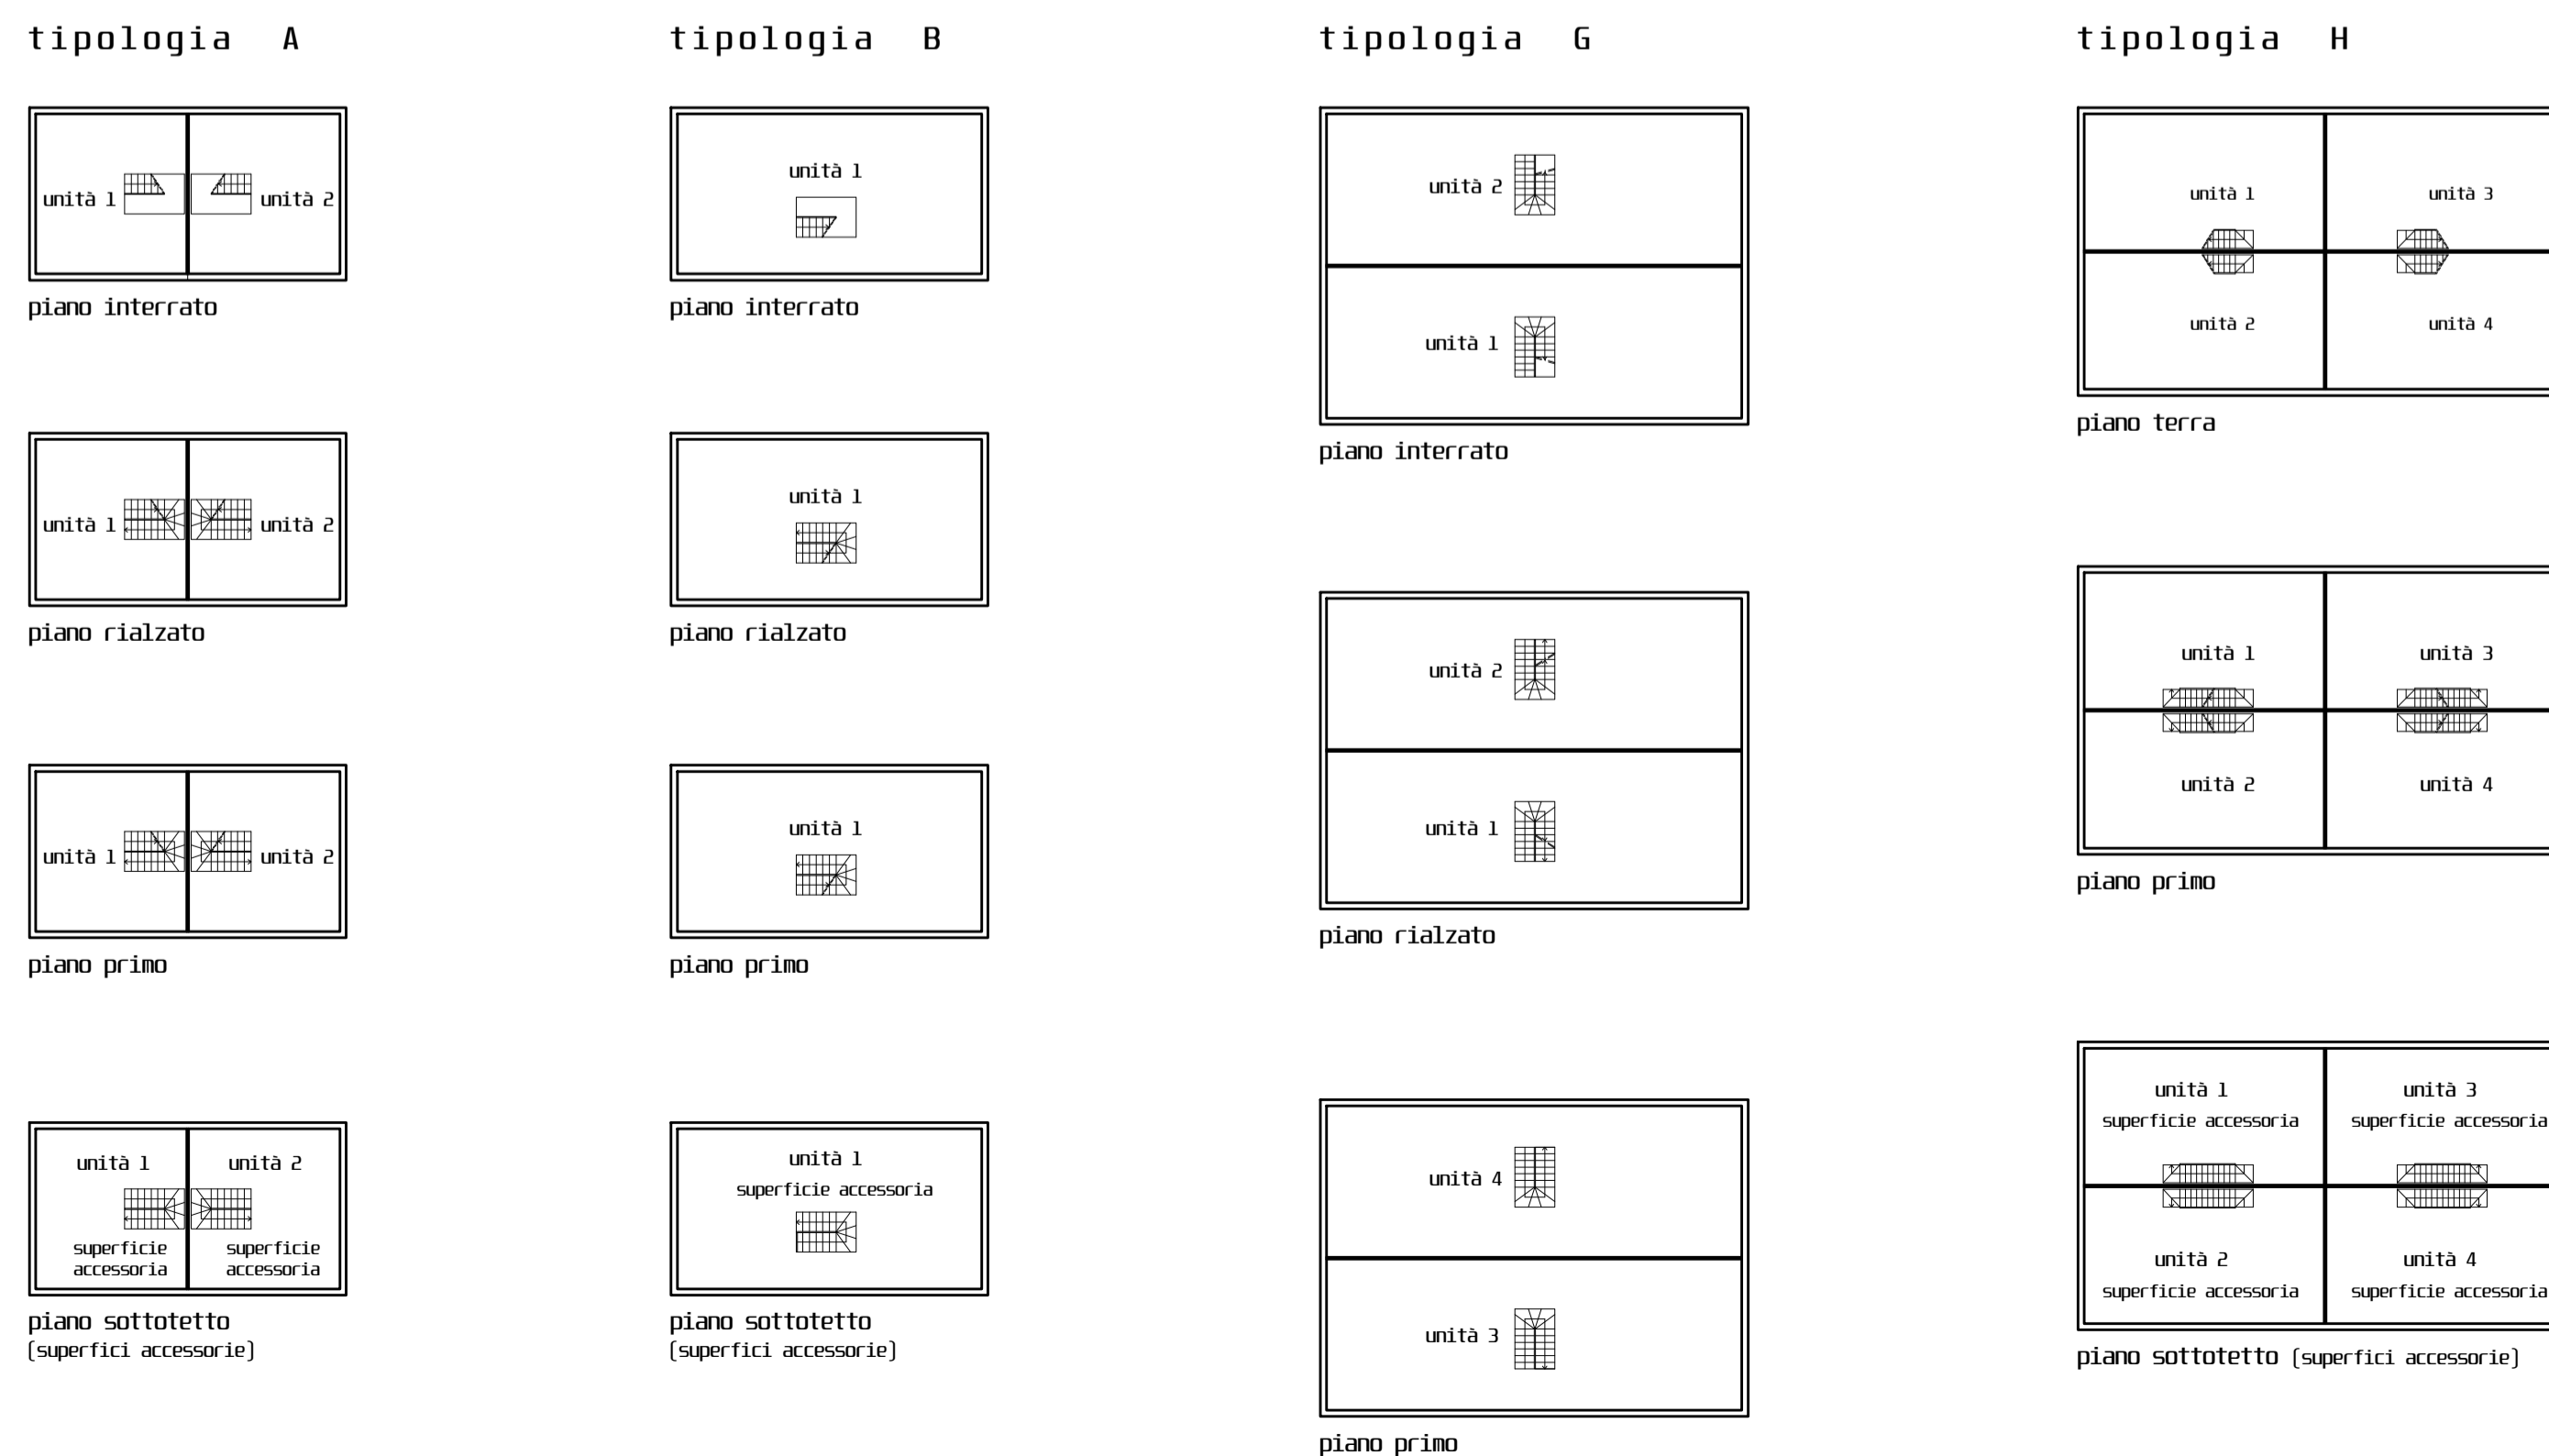 tipologia A
unità 1
unità 2
piano interrato
unità 1
unità 2
piano rialzato
unità 1
unità 2
piano primo
unità 1
unità 2
superficie
accessoria
superficie
accessoria
piano sottotetto
(superfici accessorie)
tipologia B
unità 1
piano interrato
unità 1
piano rialzato
unità 1
piano primo
unità 1
superficie accessoria
piano sottotetto
(superfici accessorie)
tipologia G
unità 2
unità 1
piano interrato
unità 2
unità 1
piano rialzato
unità 4
unità 3
piano primo
tipologia H
unità 1
unità 3
unità 2
unità 4
piano terra
unità 1
unità 3
unità 2
unità 4
piano primo
unità 1
superficie accessoria
unità 3
superficie accessoria
unità 2
superficie accessoria
unità 4
superficie accessoria
piano sottotetto (superfici accessorie)